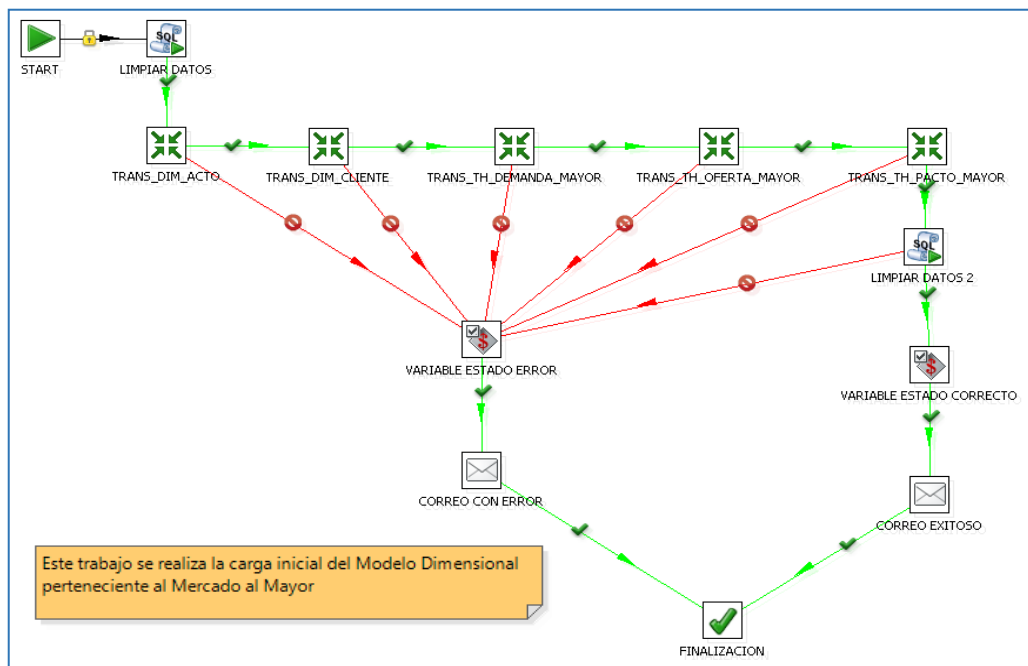 START
LIMPIAR DATOS
TRANS_DIM_ACTO
TRANS_DIM_CLIENTE
TRANS_TH_DEMANDA_MAYOR
TRANS_TH_OFERTA_MAYOR
TRANS_TH_PACTO_MAYOR
LIMPIAR DATOS 2
VARIABLE ESTADO ERROR
VARIABLE ESTADO CORRECTO
CORREO CON ERROR
CORREO EXITOSO
Este trabajo se realiza la carga inicial del Modelo Dimensional
perteneciente al Mercado al Mayor
FINALIZACION